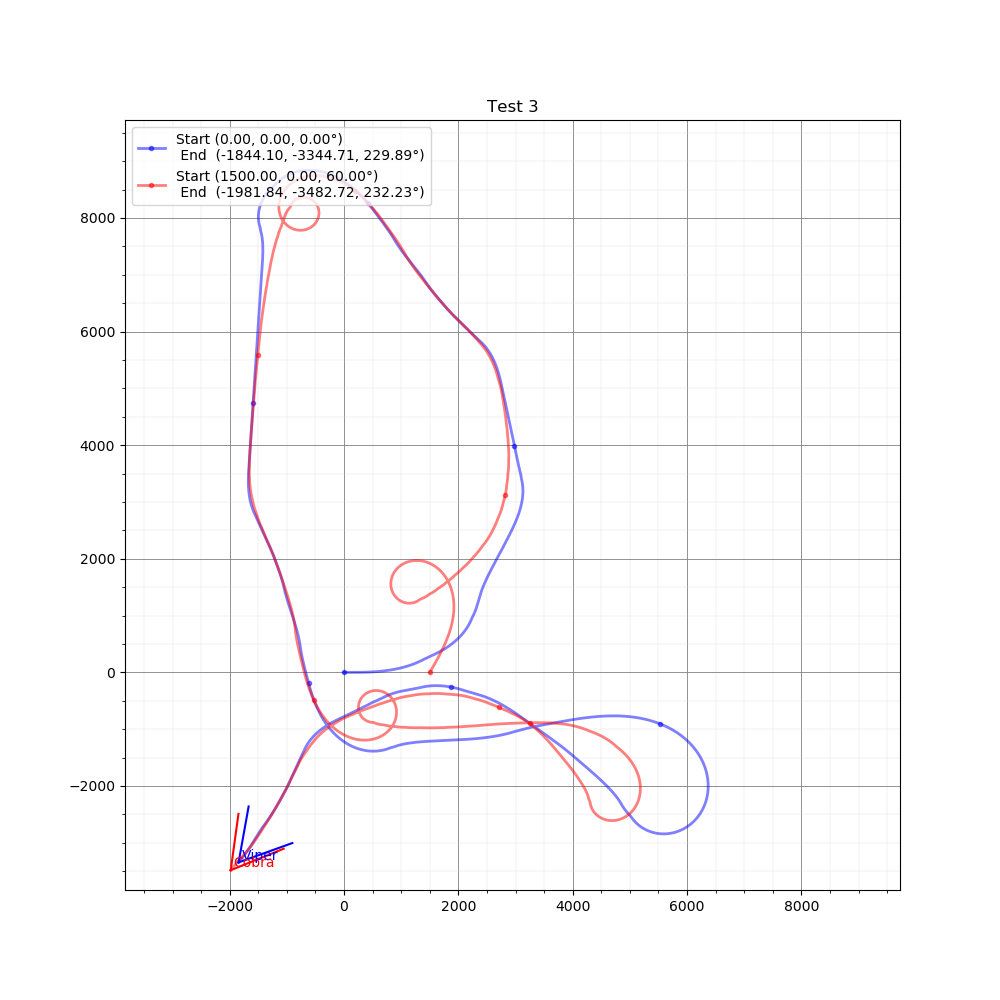 Test 3
Start (0.00, 0.00, 0.00°)
End (-1844.10, -3344.71, 229.89°)
Start (1500.00, 0.00, 60.00°)
End (-1981.84, -3482.72, 232.23°)
8000
6000
4000
2000
0
−2000
Viper
Cobra
−2000
0
2000
4000
6000
8000